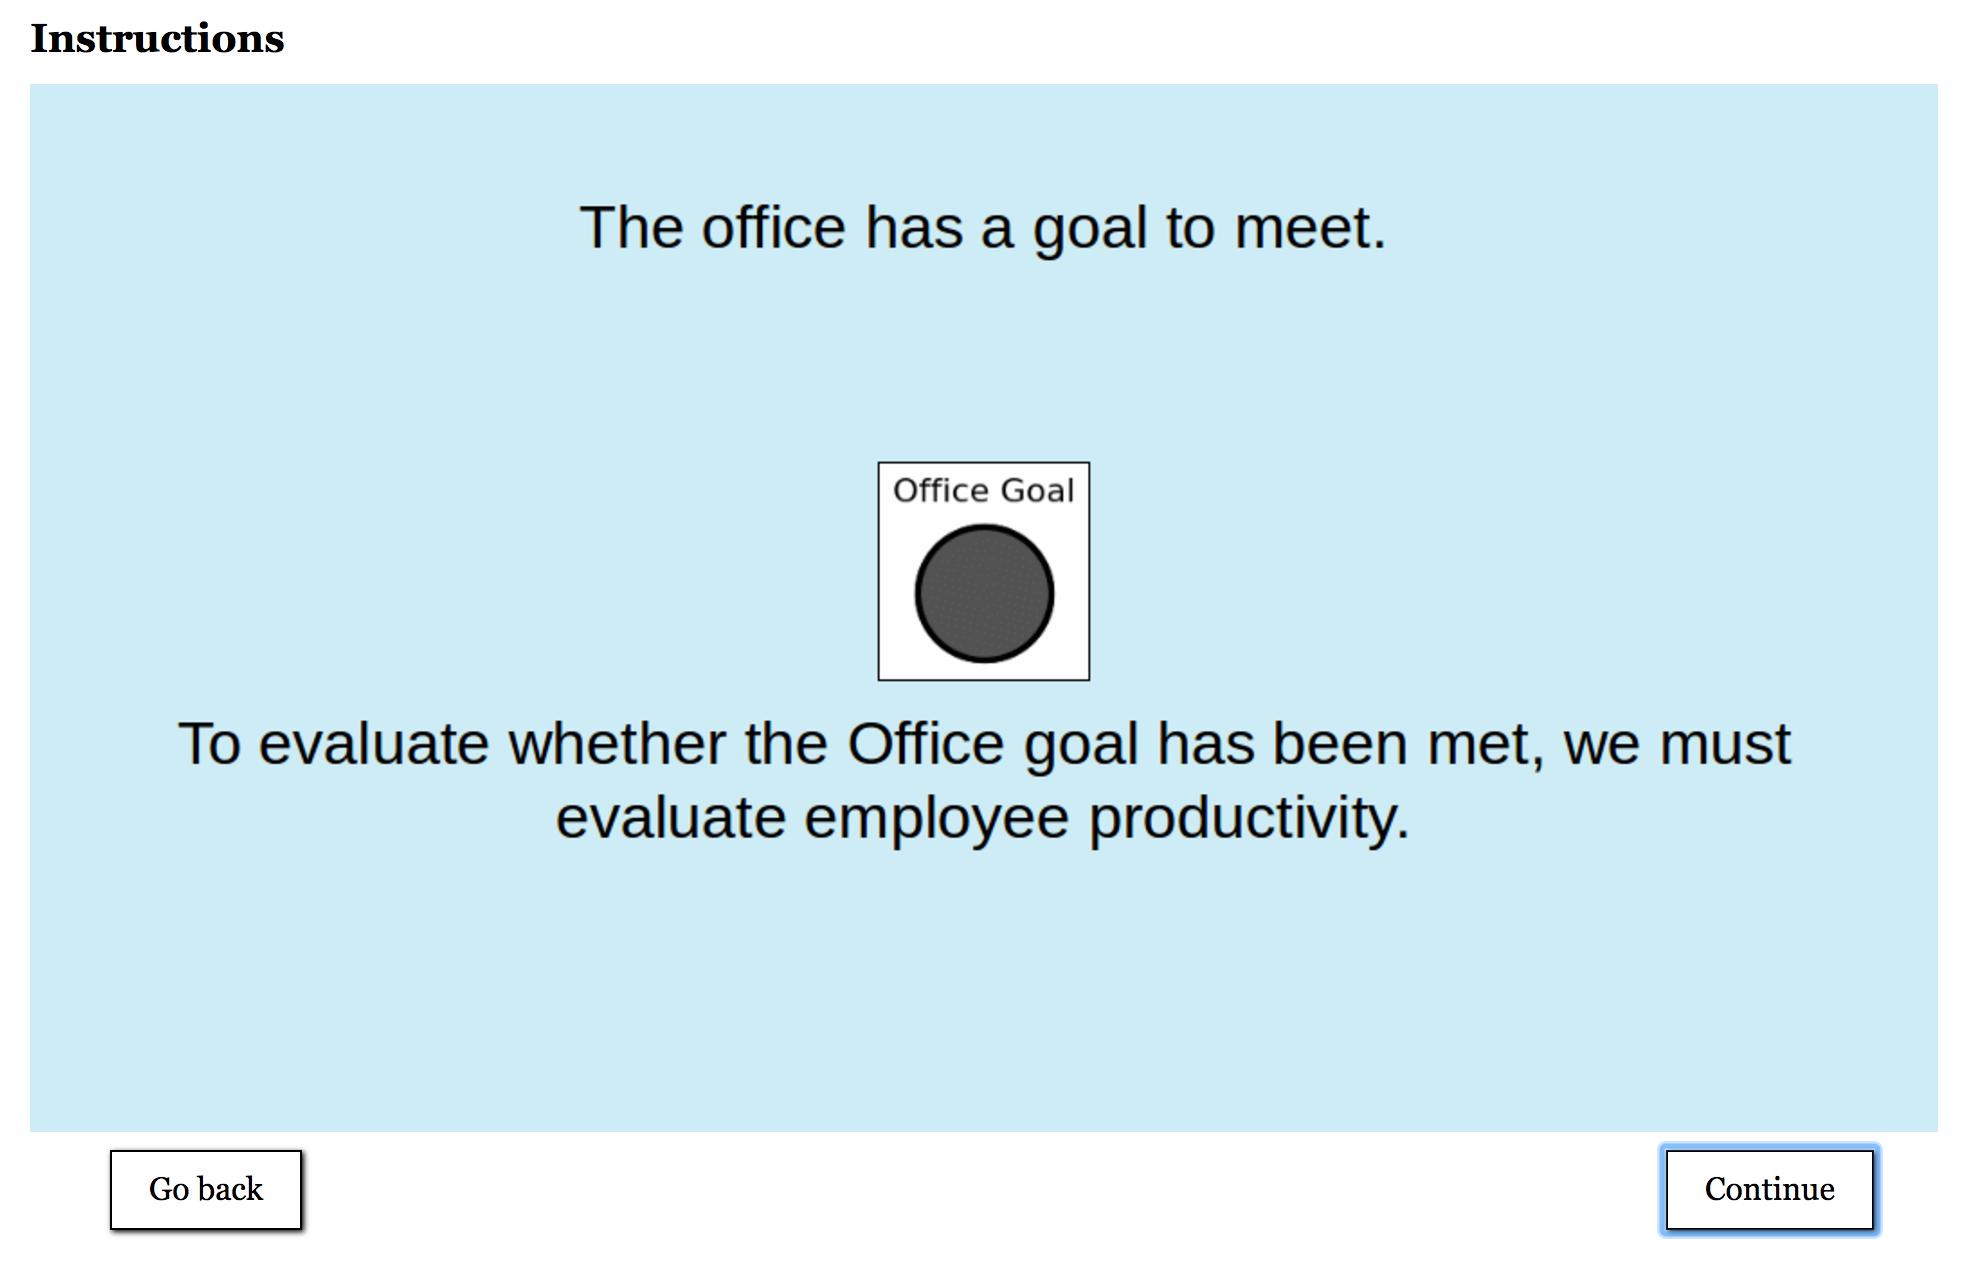 Instructions
The office has a goal to meet.
Office Goal
To evaluate whether the Office goal has been met, we must
evaluate employee productivity.
Go back
Continue